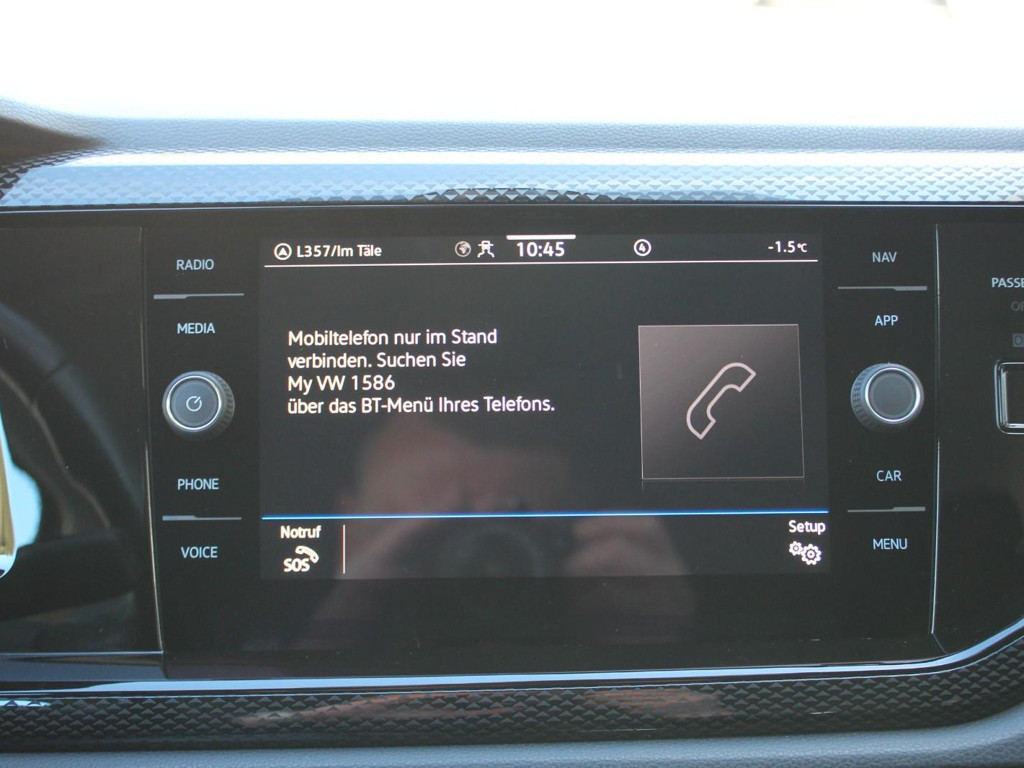 L357/Im Täle
10:45
4
-1.5°C
RADIO
MEDIA
PHONE
VOICE
Mobiltelefon nur im Stand
verbinden. Suchen Sie
My VW 1586
über das BT-Menü Ihres Telefons.
Notruf
SOS
Setup
NAV
APP
CAR
MENU